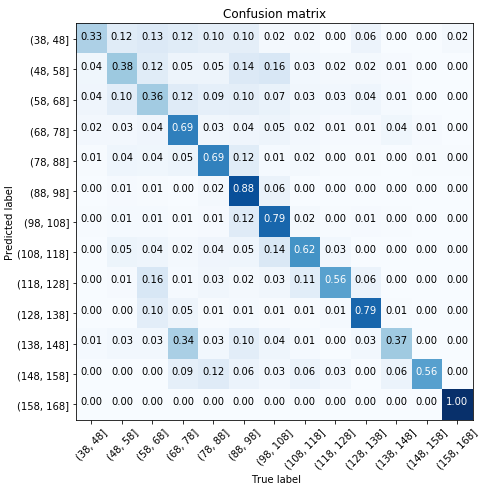 Confusion matrix
Predicted label
(38, 48] 0.33 0.12 0.13 0.12 0.10 0.10 0.02 0.02 0.00 0.06 0.00 0.00 0.02
(48, 58] 0.04 0.38 0.12 0.05 0.05 0.14 0.16 0.03 0.02 0.02 0.01 0.00 0.00
(58, 68] 0.04 0.10 0.36 0.12 0.09 0.10 0.07 0.03 0.03 0.04 0.01 0.00 0.00
(68, 78] 0.02 0.03 0.04 0.69 0.03 0.04 0.05 0.02 0.01 0.01 0.04 0.01 0.00
(78, 88] 0.01 0.04 0.04 0.05 0.69 0.12 0.01 0.02 0.00 0.01 0.00 0.01 0.00
(88, 98] 0.00 0.01 0.01 0.00 0.02 0.88 0.06 0.00 0.00 0.00 0.00 0.00 0.00
(98, 108] 0.00 0.01 0.01 0.01 0.01 0.12 0.79 0.02 0.00 0.01 0.00 0.00 0.00
(108, 118] 0.00 0.05 0.04 0.02 0.04 0.05 0.14 0.62 0.03 0.00 0.00 0.00 0.00
(118, 128] 0.00 0.01 0.16 0.01 0.03 0.02 0.03 0.11 0.56 0.06 0.00 0.00 0.00
(128, 138] 0.00 0.00 0.10 0.05 0.01 0.01 0.01 0.01 0.01 0.79 0.01 0.00 0.00
(138, 148] 0.01 0.03 0.03 0.34 0.03 0.10 0.04 0.01 0.00 0.04 0.37 0.00 0.00
(148, 158] 0.00 0.00 0.00 0.09 0.12 0.06 0.03 0.06 0.03 0.00 0.06 0.56 0.00
(158, 168] 0.00 0.00 0.00 0.00 0.00 0.00 0.00 0.00 0.00 0.00 0.00 0.00 1.00
(38, 48] (48, 58] (58, 68] (68, 78] (78, 88] (88, 98] (98, 108] (108, 118] (118, 128] (128, 138] (138, 148] (148, 158] (158, 168]
True label